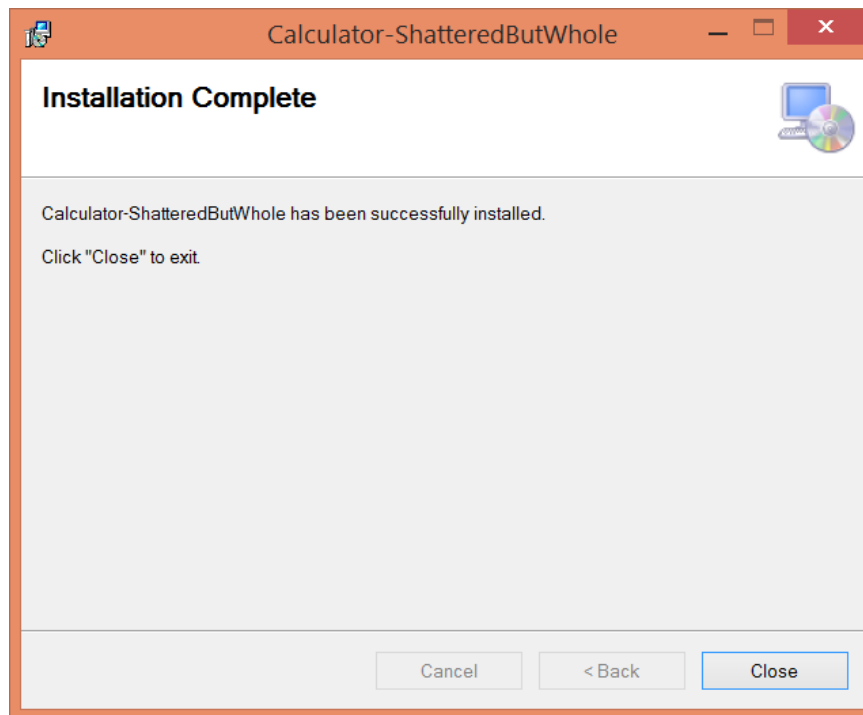 Calculator-ShatteredButWhole
Installation Complete
Calculator-ShatteredButWhole has been successfully installed.
Click "Close" to exit.
Cancel
< Back
Close